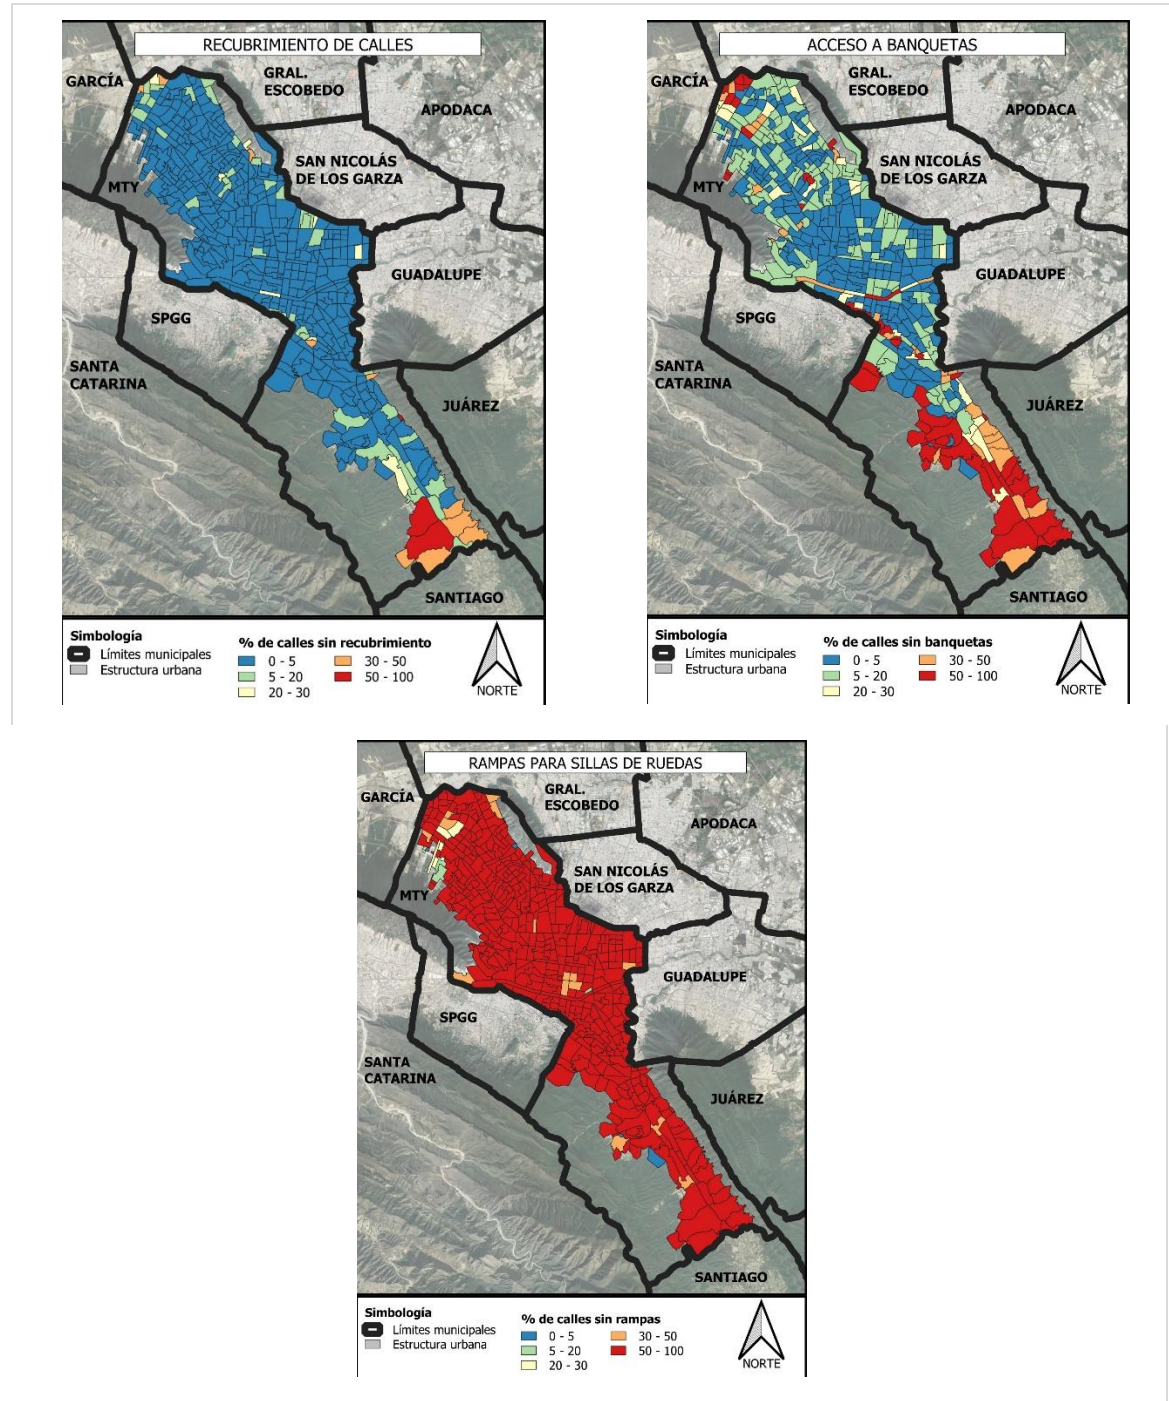 RECUBRIMIENTO DE CALLES
GARCÍA
GRAL.
ESCOBEDO
APODACA
SAN NICOLÁS
DE LOS GARZA
MTY
GUADALUPE
SPGG
SANTA
CATARINA
JUÁREZ
SANTIAGO
Simbología
Límites municipales
Estructura urbana
% de calles sin recubrimiento
0 - 5
5 - 20
20 - 30
30 - 50
50 - 100
NORTE
ACCESO A BANQUETAS
GARCÍA
GRAL.
ESCOBEDO
APODACA
SAN NICOLÁS
DE LOS GARZA
MTY
GUADALUPE
SPGG
SANTA
CATARINA
JUÁREZ
SANTIAGO
Simbología
Límites municipales
Estructura urbana
% de calles sin banquetas
0 - 5
5 - 20
20 - 30
30 - 50
50 - 100
NORTE
RAMPAS PARA SILLAS DE RUEDAS
GARCÍA
GRAL.
ESCOBEDO
APODACA
SAN NICOLÁS
DE LOS GARZA
MTY
GUADALUPE
SPGG
SANTA
CATARINA
JUÁREZ
SANTIAGO
Simbología
Límites municipales
Estructura urbana
% de calles sin rampas
0 - 5
5 - 20
20 - 30
30 - 50
50 - 100
NORTE